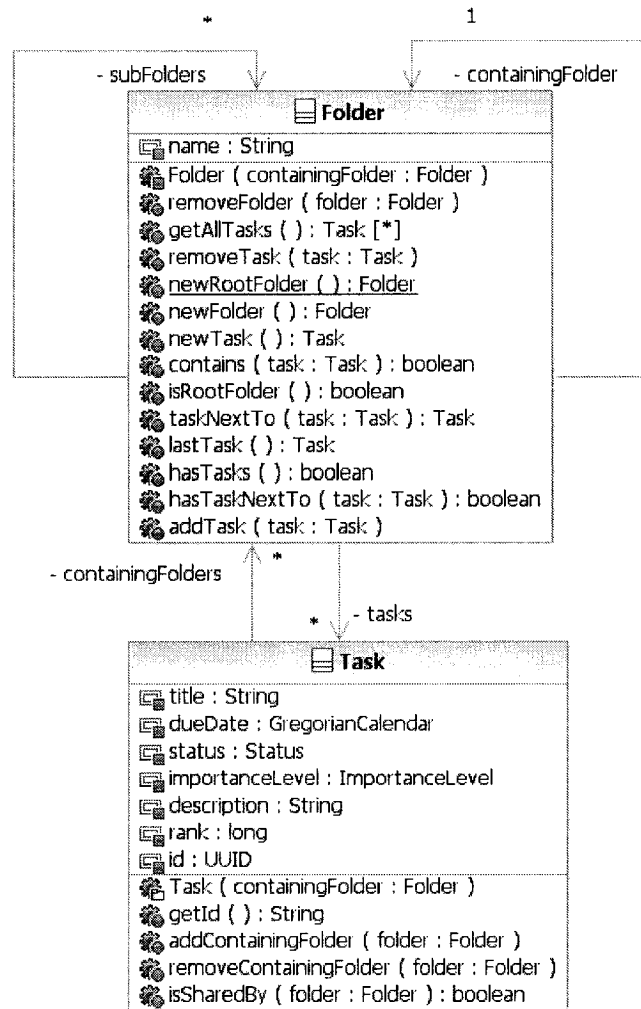 * 1
- subFolders - containingFolder
Folder
name : String
Folder ( containingFolder : Folder )
removeFolder ( folder : Folder )
getAllTasks ( ) : Task [*]
removeTask ( task : Task )
newRootFolder ( ) : Folder
newFolder ( ) : Folder
newTask ( ) : Task
contains ( task : Task ) : boolean
isRootFolder ( ) : boolean
taskNextTo ( task : Task ) : Task
lastTask ( ) : Task
hasTasks ( ) : boolean
hasTaskNextTo ( task : Task ) : boolean
addTask ( task : Task )
- containingFolders *
* - tasks
Task
title : String
dueDate : GregorianCalendar
status : Status
importanceLevel : ImportanceLevel
description : String
rank : long
id : UUID
Task ( containingFolder : Folder )
getId ( ) : String
addContainingFolder ( folder : Folder )
removeContainingFolder ( folder : Folder )
isSharedBy ( folder : Folder ) : boolean